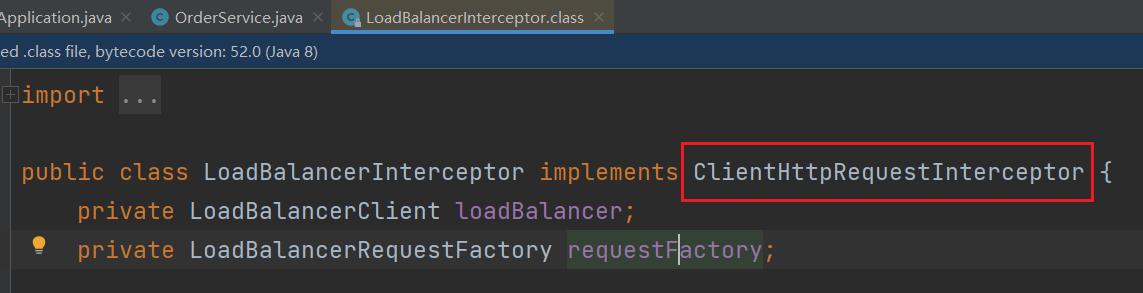 Application.java × OrderService.java × LoadBalancerInterceptor.class ×
ed .class file, bytecode version: 52.0 (Java 8)
import ...
public class LoadBalancerInterceptor implements ClientHttpRequestInterceptor {
private LoadBalancerClient loadBalancer;
private LoadBalancerRequestFactory requestFactory;